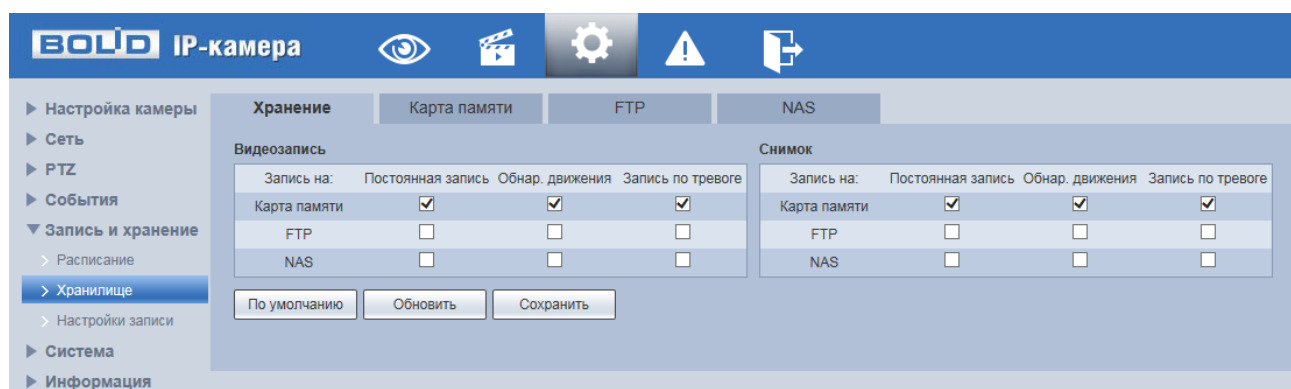 BOLID IP-камера
Настройка камеры
Сеть
PTZ
События
Запись и хранение
Расписание
Хранилище
Настройки записи
Система
Информация
Хранение Карта памяти FTP NAS
Видеозапись
Запись на: Постоянная запись Обнар. движения Запись по тревоге
Карта памяти
FTP
NAS
Снимок
Запись на: Постоянная запись Обнар. движения Запись по тревоге
Карта памяти
FTP
NAS
По умолчанию Обновить Сохранить